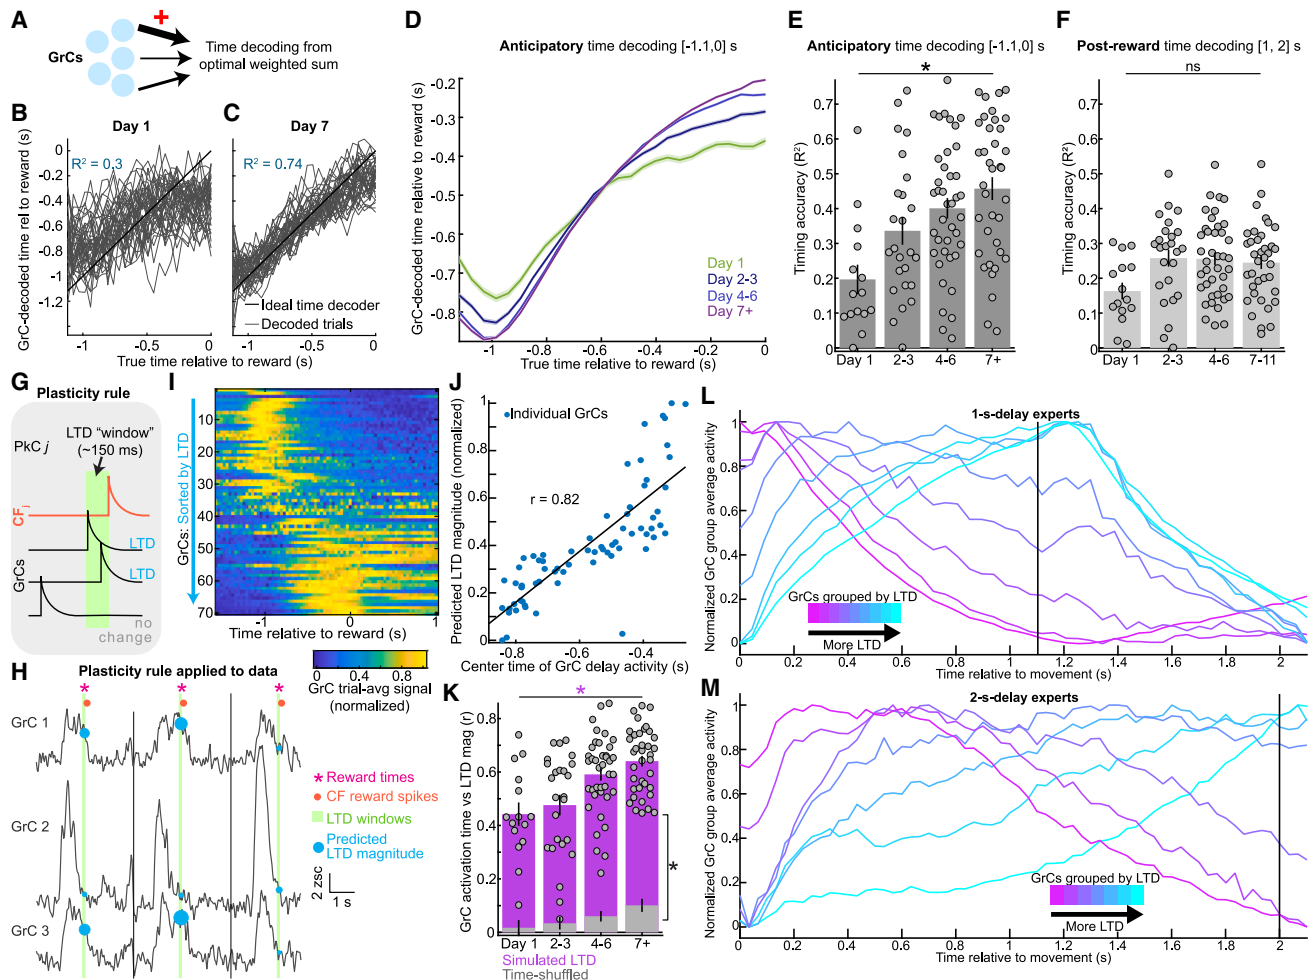 A
+
GrCs
Time decoding from
optimal weighted sum
B
Day 1
R² = 0.3
GrC-decoded time rel to reward (s)
0
-0.2
-0.4
-0.6
-0.8
-1
-1.2
-1
-0.5
0
C
Day 7
R² = 0.74
Ideal time decoder
Decoded trials
-1
-0.5
0
True time relative to reward (s)
D
Anticipatory time decoding [-1.1,0] s
GrC-decoded time relative to reward (s)
-0.2
-0.3
-0.4
-0.5
-0.6
-0.7
-0.8
Day 1
Day 2-3
Day 4-6
Day 7+
-1
-0.8
-0.6
-0.4
-0.2
0
True time relative to reward (s)
E
Anticipatory time decoding [-1.1,0] s
*
Timing accuracy (R²)
0.7
0.6
0.5
0.4
0.3
0.2
0.1
0
Day 1
2-3
4-6
7+
F
Post-reward time decoding [1, 2] s
ns
Timing accuracy (R²)
0.7
0.6
0.5
0.4
0.3
0.2
0.1
0
Day 1
2-3
4-6
7-11
G
Plasticity rule
PkC j
LTD “window”
(~150 ms)
CFj
LTD
LTD
GrCs
no
change
H
Plasticity rule applied to data
* * *
GrC 1
GrC 2
GrC 3
* Reward times
CF reward spikes
LTD windows
Predicted
LTD magnitude
2 zsc
1 s
I
GrCs: Sorted by LTD
10
20
30
40
50
60
70
-1
0
1
Time relative to reward (s)
0
0.2
0.4
0.6
0.8
1
GrC trial-avg signal
(normalized)
J
Individual GrCs
r = 0.82
Predicted LTD magnitude (normalized)
1
0.9
0.8
0.7
0.6
0.5
0.4
0.3
0.2
0.1
0
-0.8
-0.6
-0.4
Center time of GrC delay activity (s)
K
*
GrC activation time vs LTD mag (r)
0.8
0.6
0.4
0.2
0
*
Day 1
2-3
4-6
7+
Simulated LTD
Time-shuffled
L
1-s-delay experts
Normalized GrC group average activity
1
0.8
0.6
0.4
0.2
0
GrCs grouped by LTD
More LTD
0
0.2
0.4
0.6
0.8
1
1.2
1.4
1.6
1.8
2
Time relative to movement (s)
M
2-s-delay experts
Normalized GrC group average activity
1
0.8
0.6
0.4
0.2
0
GrCs grouped by LTD
More LTD
0
0.2
0.4
0.6
0.8
1
1.2
1.4
1.6
1.8
2
Time relative to movement (s)